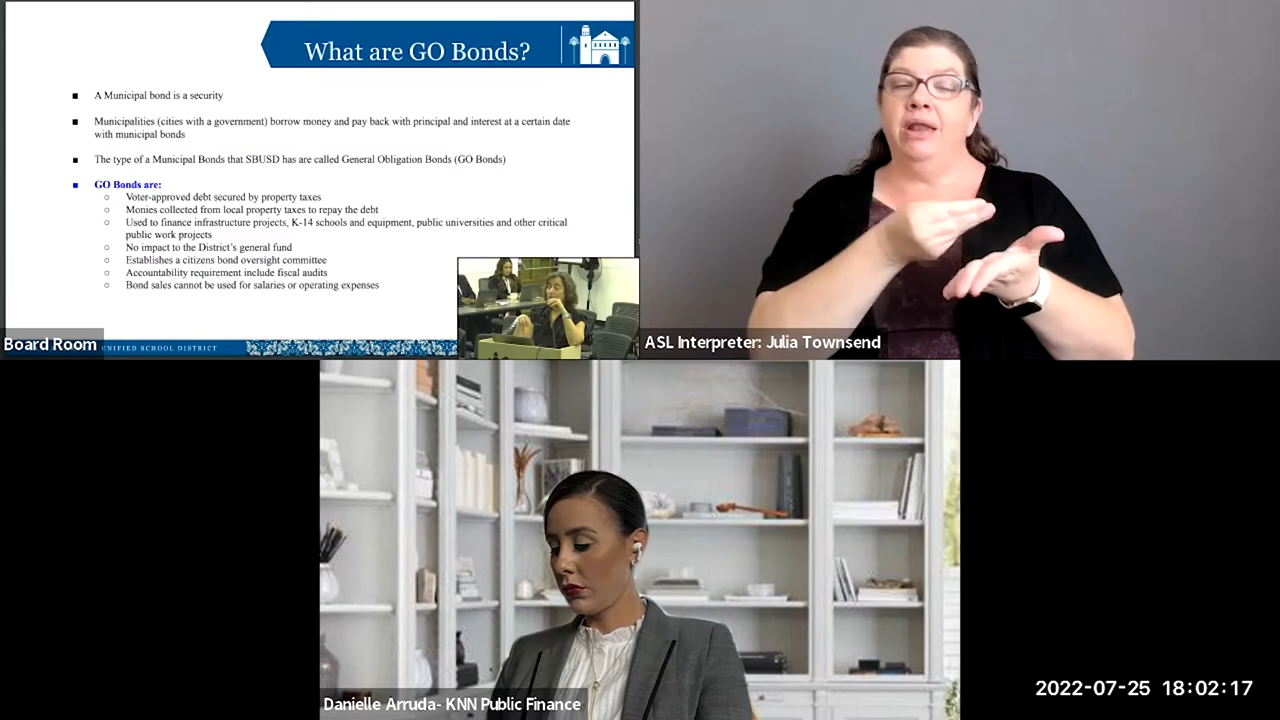 What are GO Bonds?
■ A Municipal bond is a security
■ Municipalities (cities with a government) borrow money and pay back with principal and interest at a certain date
with municipal bonds
■ The type of a Municipal Bonds that SBUSD has are called General Obligation Bonds (GO Bonds)
■ GO Bonds are:
○ Voter-approved debt secured by property taxes
○ Monies collected from local property taxes to repay the debt
○ Used to finance infrastructure projects, K-14 schools and equipment, public universities and other critical
public work projects
○ No impact to the District's general fund
○ Establishes a citizens bond oversight committee
○ Accountability requirement include fiscal audits
○ Bond sales cannot be used for salaries or operating expenses
Board Room
UNIFIED SCHOOL DISTRICT
ASL Interpreter: Julia Townsend
Danielle Arruda- KNN Public Finance
2022-07-25 18:02:17